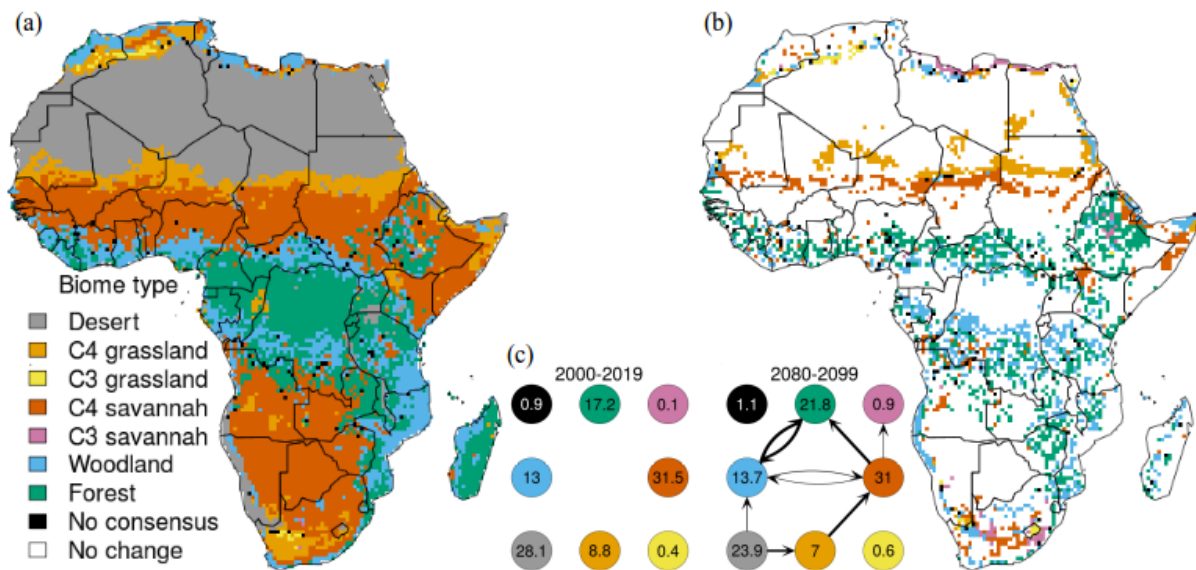 (a)
(b)
Biome type
Desert
C4 grassland
C3 grassland
C4 savannah
C3 savannah
Woodland
Forest
No consensus
No change
(c)
2000-2019
2080-2099
0.9 17.2 0.1
1.1 21.8 0.9
13 31.5
13.7 31
28.1 8.8 0.4
23.9 7 0.6